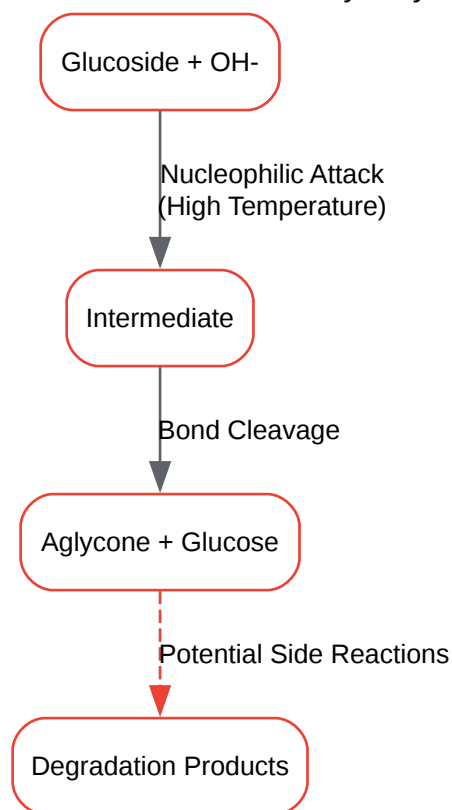 Glucoside + OH-
Nucleophilic Attack
(High Temperature)
Intermediate
Bond Cleavage
Aglycone + Glucose
Potential Side Reactions
Degradation Products